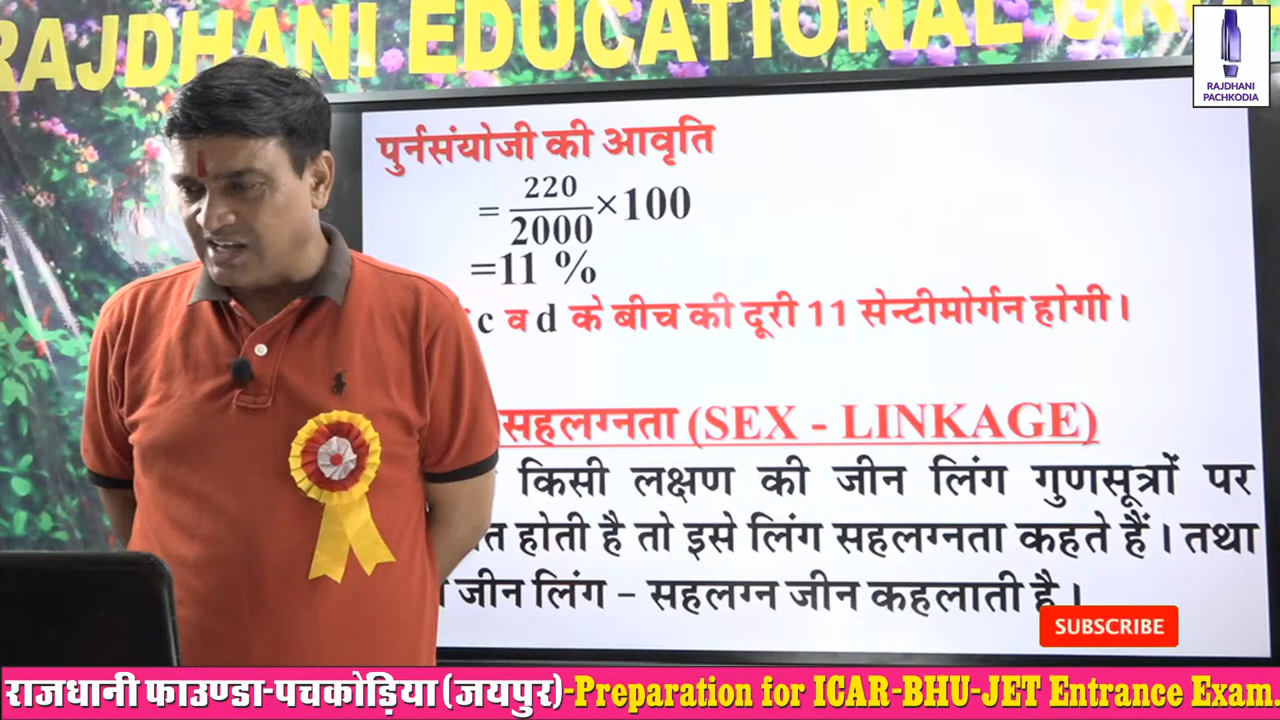 RAJDHANI EDUCATIONAL
RAJDHANI
PACHKODIA
पुर्नसंयोजी की आवृति
= 220/2000 ×100
=11 %
c व d के बीच की दूरी 11 सेन्टीमोर्गन होगी।
सहलग्नता (SEX - LINKAGE)
किसी लक्षण की जीन लिंग गुणसूत्रों पर
होती है तो इसे लिंग सहलग्नता कहते हैं। तथा
जीन लिंग – सहलग्न जीन कहलाती है।
SUBSCRIBE
राजधानी फाउण्डा-पचकोड़िया (जयपुर)-Preparation for ICAR-BHU-JET Entrance Exam.